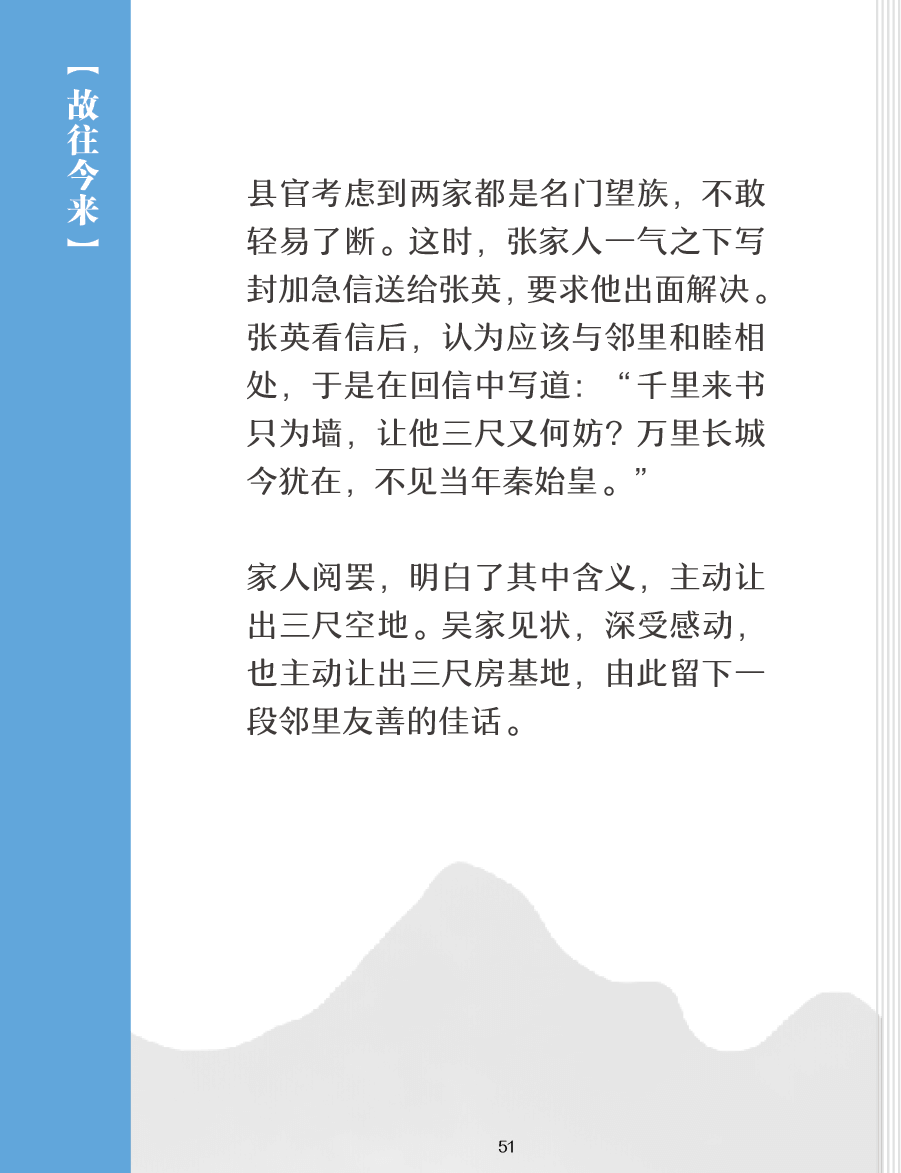 【故往今来】
县官考虑到两家都是名门望族，不敢
轻易了断。这时，张家人一气之下写
封加急信送给张英，要求他出面解决。
张英看信后，认为应该与邻里和睦相
处，于是在回信中写道：“千里来书
只为墙，让他三尺又何妨？万里长城
今犹在，不见当年秦始皇。”
家人阅罢，明白了其中含义，主动让
出三尺空地。吴家见状，深受感动，
也主动让出三尺房基地，由此留下一
段邻里友善的佳话。
51